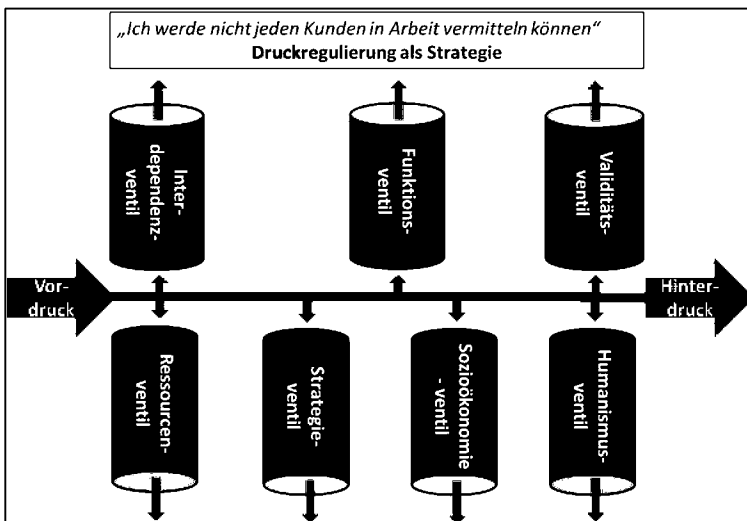 „Ich werde nicht jeden Kunden in Arbeit vermitteln können“
Druckregulierung als Strategie
Inter-
dependenz-
ventil
Funktions-
ventil
Validitäts-
ventil
Vor-
druck
Hinter-
druck
Ressourcen-
ventil
Strategie-
ventil
Sozioökonomie
- ventil
Humanismus-
ventil